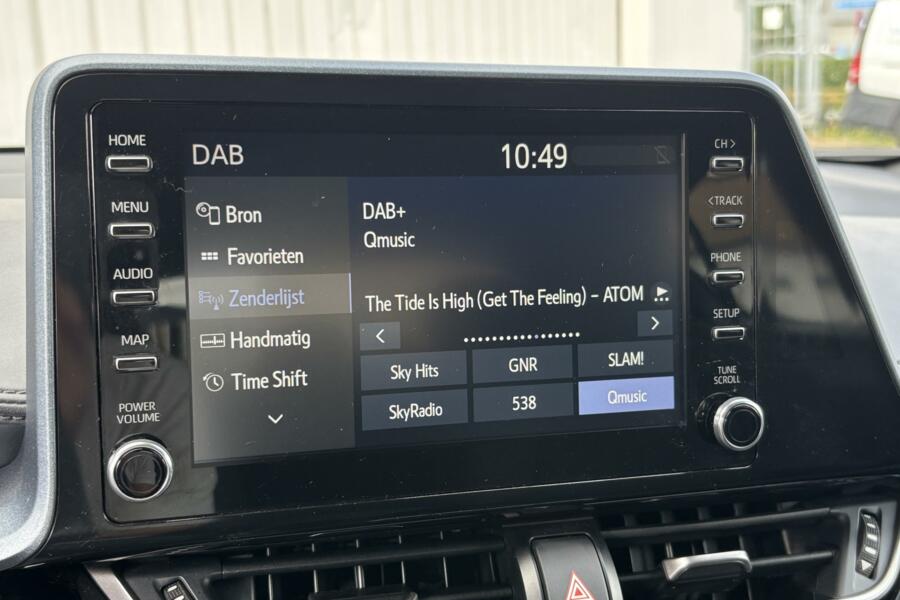 HOME
MENU
AUDIO
MAP
POWER
VOLUME
DAB
10:49
Bron
Favorieten
Zenderlijst
Handmatig
Time Shift
DAB+
Qmusic
The Tide Is High (Get The Feeling) – ATOM
Sky Hits
GNR
SLAM!
SkyRadio
538
Qmusic
CH >
< TRACK
PHONE
SETUP
TUNE
SCROLL